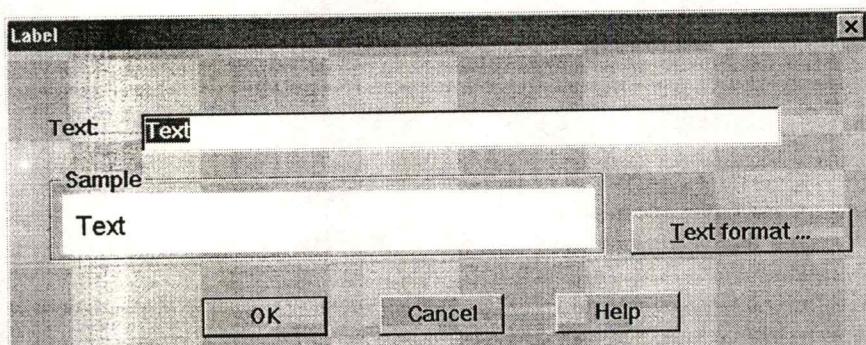 Label
Text: Text
Sample
Text
Text format ...
OK Cancel Help